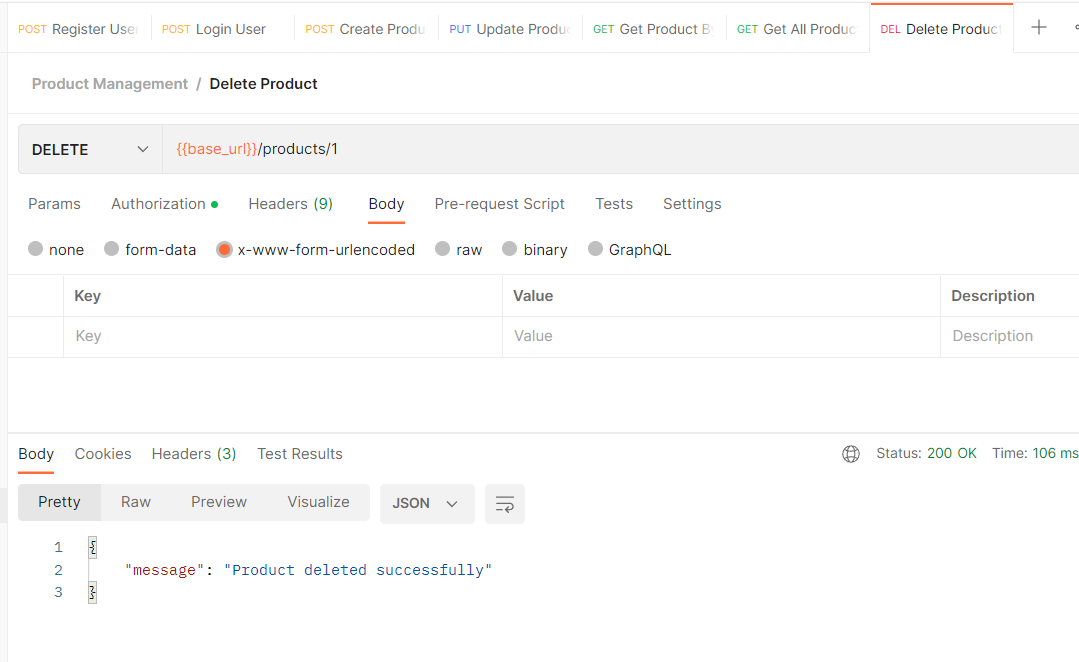 POST Register Use
POST Login User
POST Create Produ
PUT Update Produc
GET Get Product B
GET Get All Produc
DEL Delete Product
Product Management / Delete Product
DELETE
{{base_url}}/products/1
Params Authorization Headers (9) Body Pre-request Script Tests Settings
none form-data x-www-form-urlencoded raw binary GraphQL
Key Value Description
Key Value Description
Body Cookies Headers (3) Test Results
Status: 200 OK Time: 106 ms
Pretty Raw Preview Visualize JSON
1 {
2 "message": "Product deleted successfully"
3 }